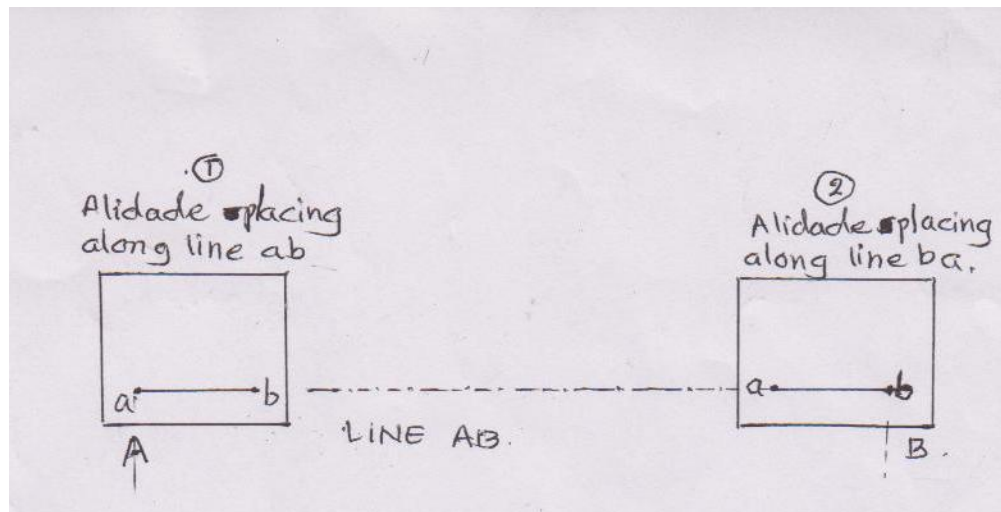 ①
Alidade placing
along line ab
a b
A
LINE AB.
②
Alidade placing
along line ba.
a b
B.